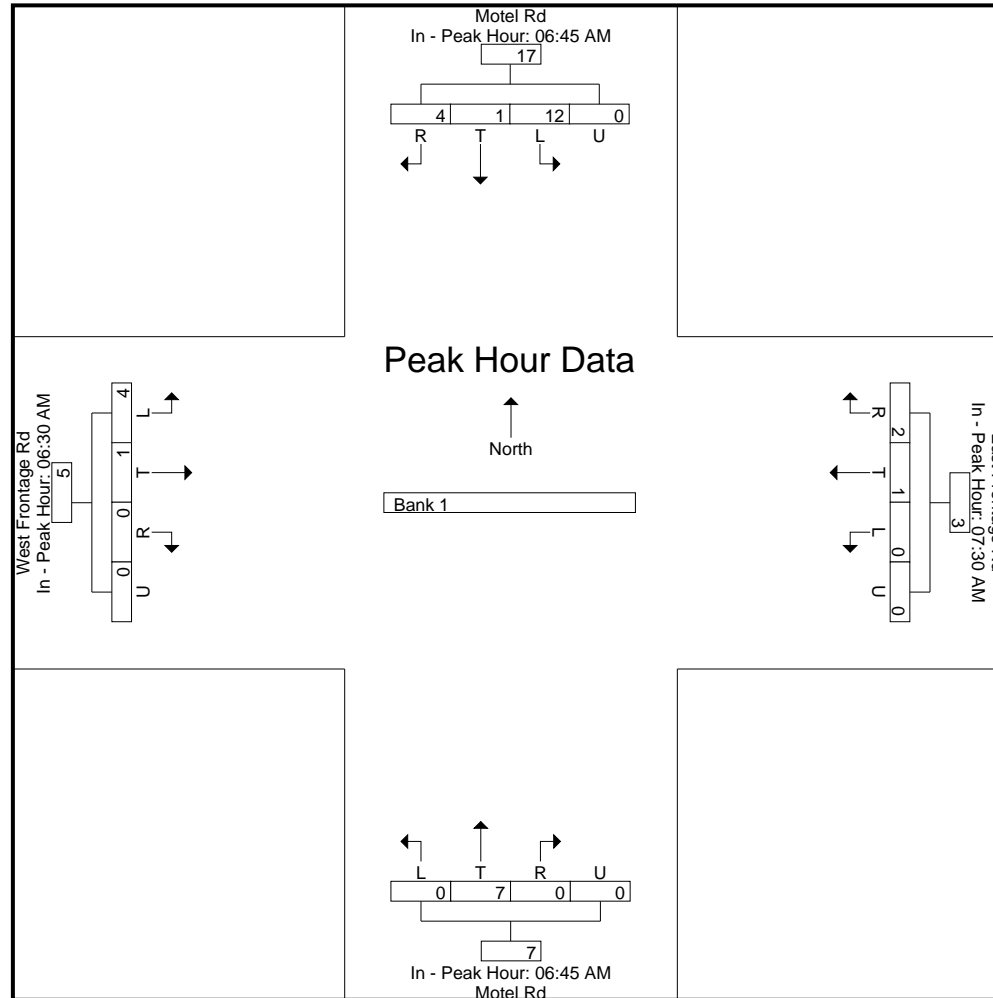 Motel Rd
In - Peak Hour: 06:45 AM
17
4 1 12 0
R T L U
Peak Hour Data
North
Bank 1
West Frontage Rd
In - Peak Hour: 06:30 AM
5
4 1 0 0
L T R U
In - Peak Hour: 07:30 AM
3
2 1 0 0
R T L U
L T R U
0 7 0 0
7
In - Peak Hour: 06:45 AM
Motel Rd